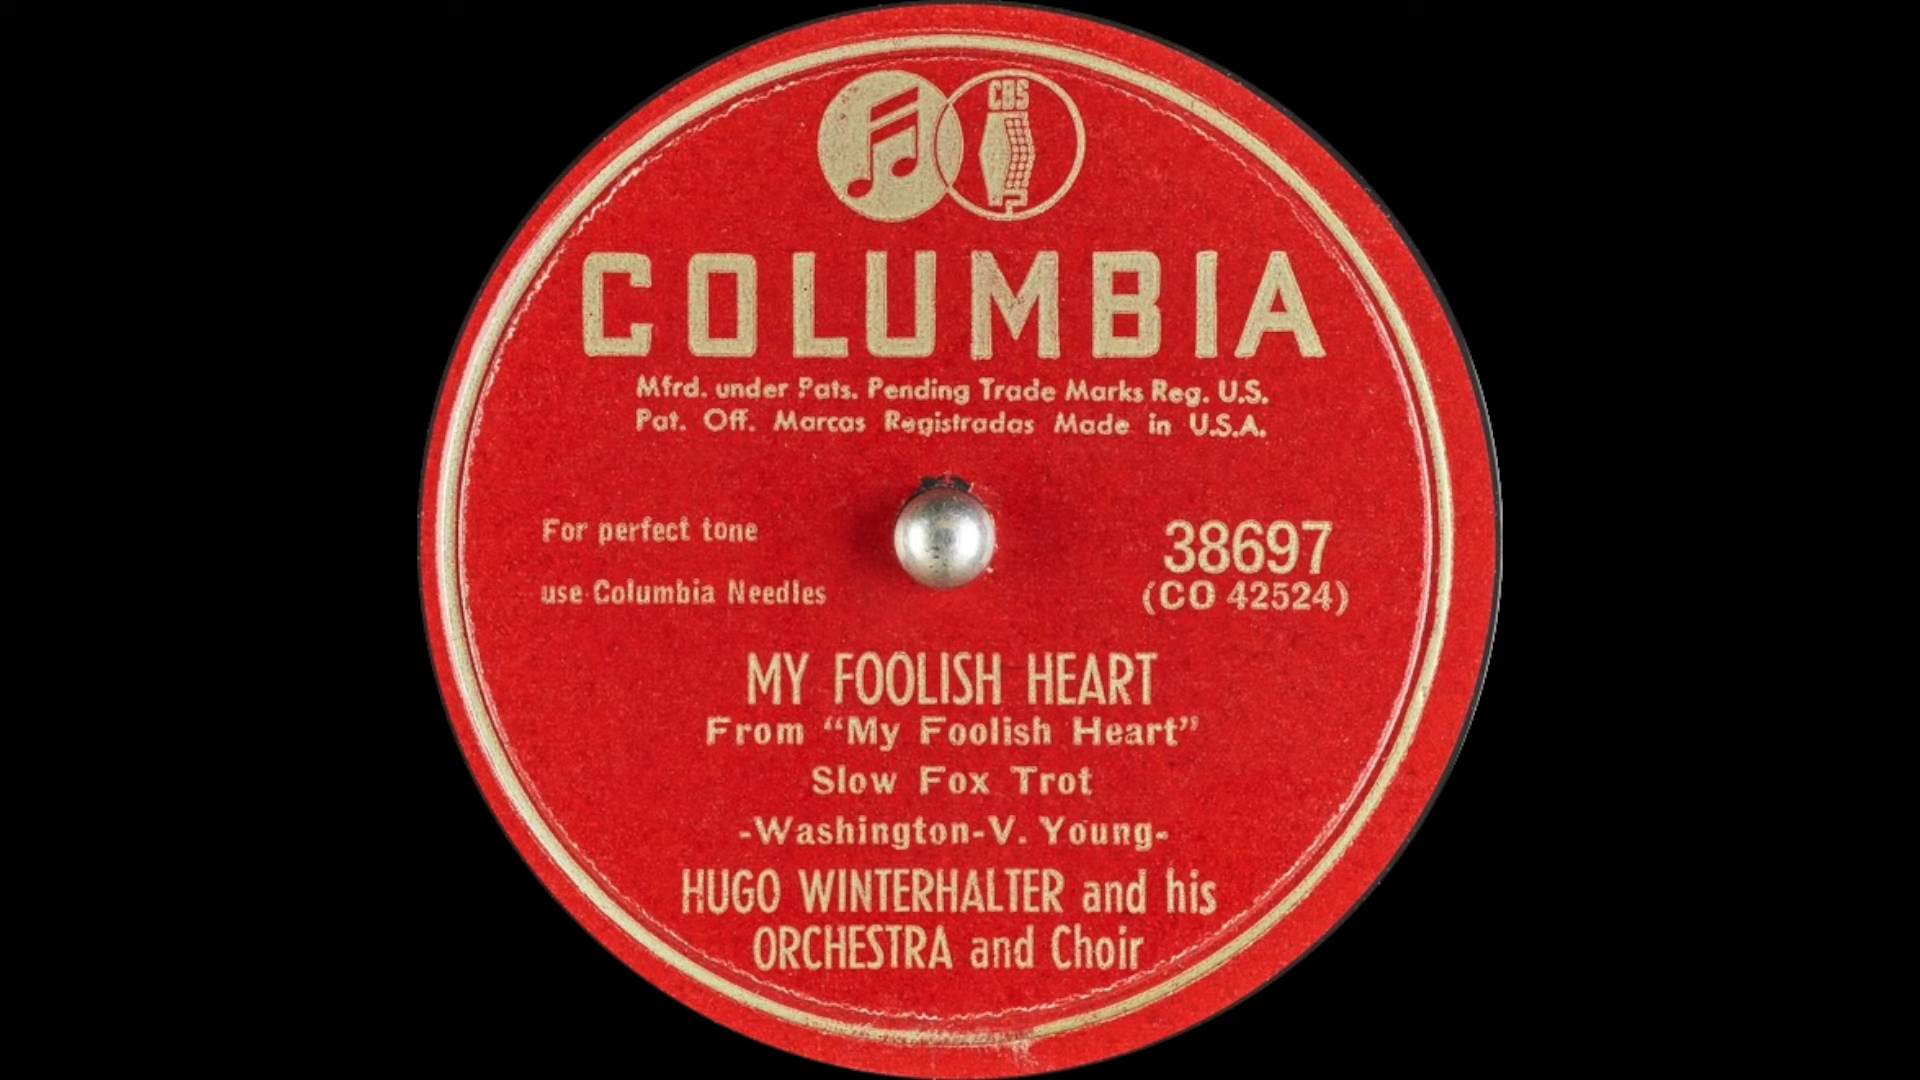 CBS
COLUMBIA
Mfrd. under Pats. Pending Trade Marks Reg. U.S.
Pat. Off. Marcas Registradas Made in U.S.A.
For perfect tone
use Columbia Needles
38697
(CO 42524)
MY FOOLISH HEART
From “My Foolish Heart”
Slow Fox Trot
-Washington-V. Young-
HUGO WINTERHALTER and his
ORCHESTRA and Choir